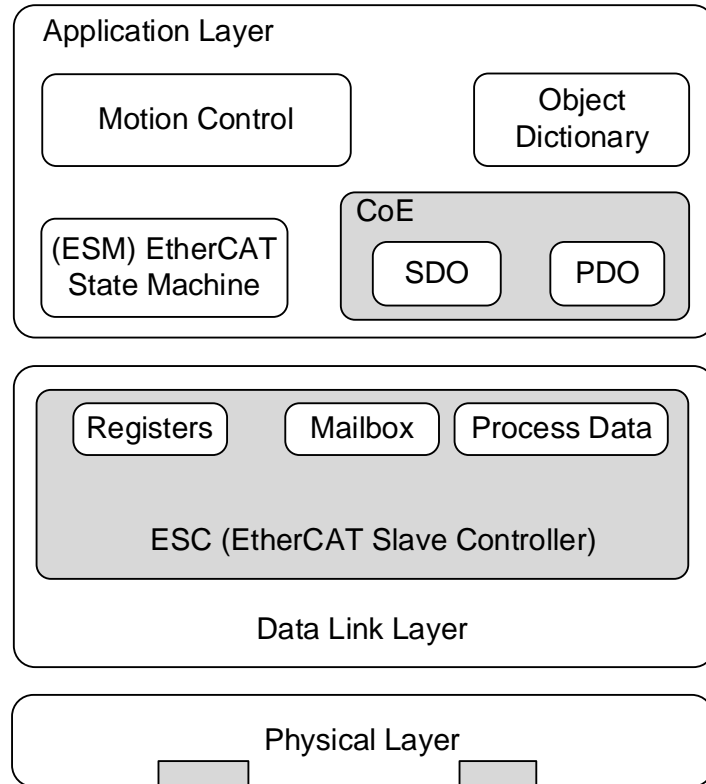 Application Layer
Motion Control
Object
Dictionary
(ESM) EtherCAT
State Machine
CoE
SDO
PDO
Registers
Mailbox
Process Data
ESC (EtherCAT Slave Controller)
Data Link Layer
Physical Layer